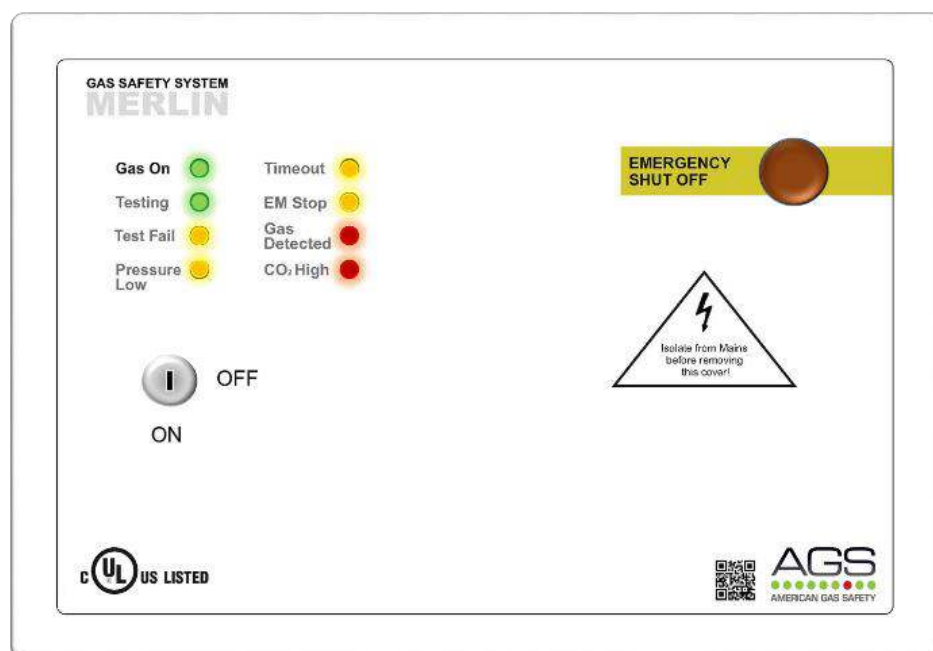 GAS SAFETY SYSTEM
MERLIN
Gas On
Timeout
Testing
EM Stop
Test Fail
Gas
Detected
Pressure
Low
CO₂ High
EMERGENCY
SHUT OFF
Isolate from Mains
before removing
this cover!
OFF
ON
C UL US LISTED
AGS
AMERICAN GAS SAFETY